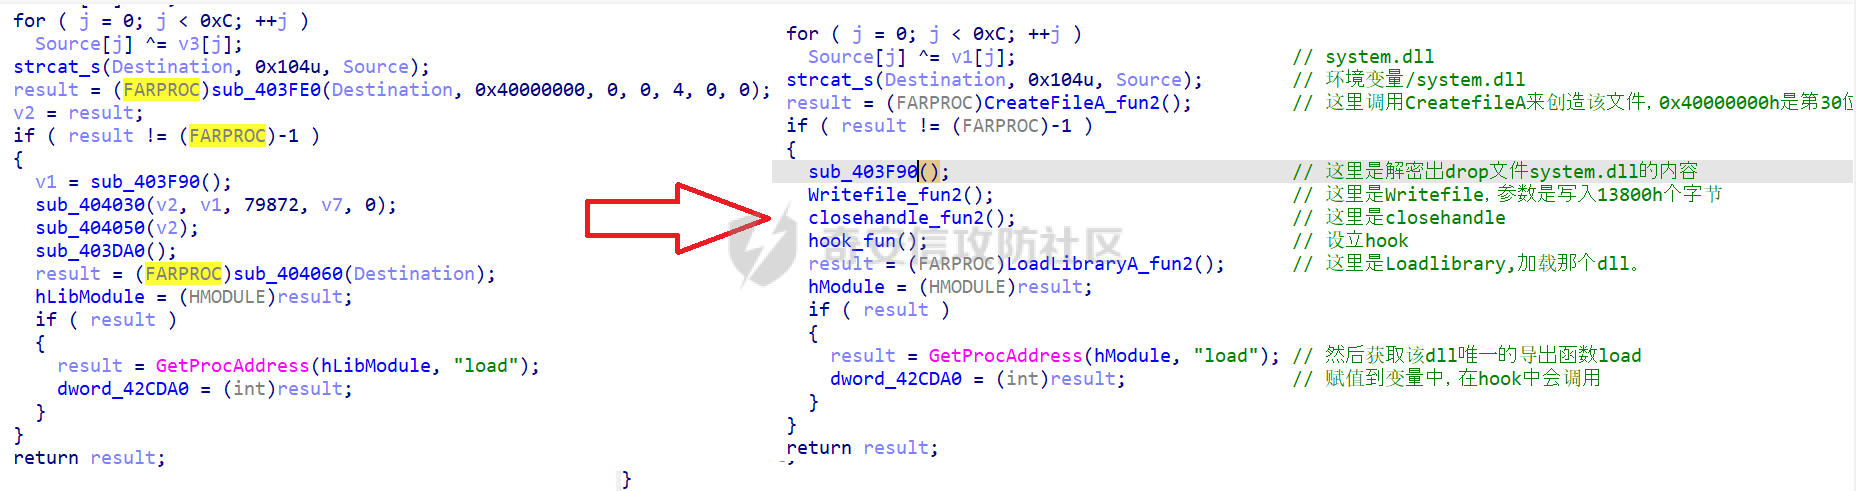 for ( j = 0; j < 0xC; ++j )
Source[j] ^= v3[j];
strcat_s(Destination, 0x104u, Source);
result = (FARPROC)sub_403FE0(Destination, 0x40000000, 0, 0, 4, 0, 0);
v2 = result;
if ( result != (FARPROC)-1 )
{
v1 = sub_403F90();
sub_404030(v2, v1, 79872, v7, 0);
sub_404050(v2);
sub_403DA0();
result = (FARPROC)sub_404060(Destination);
hLibModule = (HMODULE)result;
if ( result )
{
result = GetProcAddress(hLibModule, "load");
dword_42CDA0 = (int)result;
}
}
return result;
}
for ( j = 0; j < 0xC; ++j )
Source[j] ^= v1[j]; // system.dll
strcat_s(Destination, 0x104u, Source); // 环境变量/system.dll
result = (FARPROC)CreateFileA_fun2(); // 这里调用CreatefileA来创造该文件, 0x40000000h是第30位
if ( result != (FARPROC)-1 )
{
sub_403F90(); // 这里是解密出drop文件system.dll的内容
Writefile_fun2(); // 这里是Writefile, 参数是写入13800h个字节
closehandle_fun2(); // 这里是closehandle
hook_fun(); // 设立hook
result = (FARPROC)LoadLibraryA_fun2(); // 这里是Loadlibrary,加载那个dll。
hModule = (HMODULE)result;
if ( result )
{
result = GetProcAddress(hModule, "load"); // 然后获取该dll唯一的导出函数load
dword_42CDA0 = (int)result; // 赋值到变量中, 在hook中会调用
}
}
return result;
奇安信攻防社区